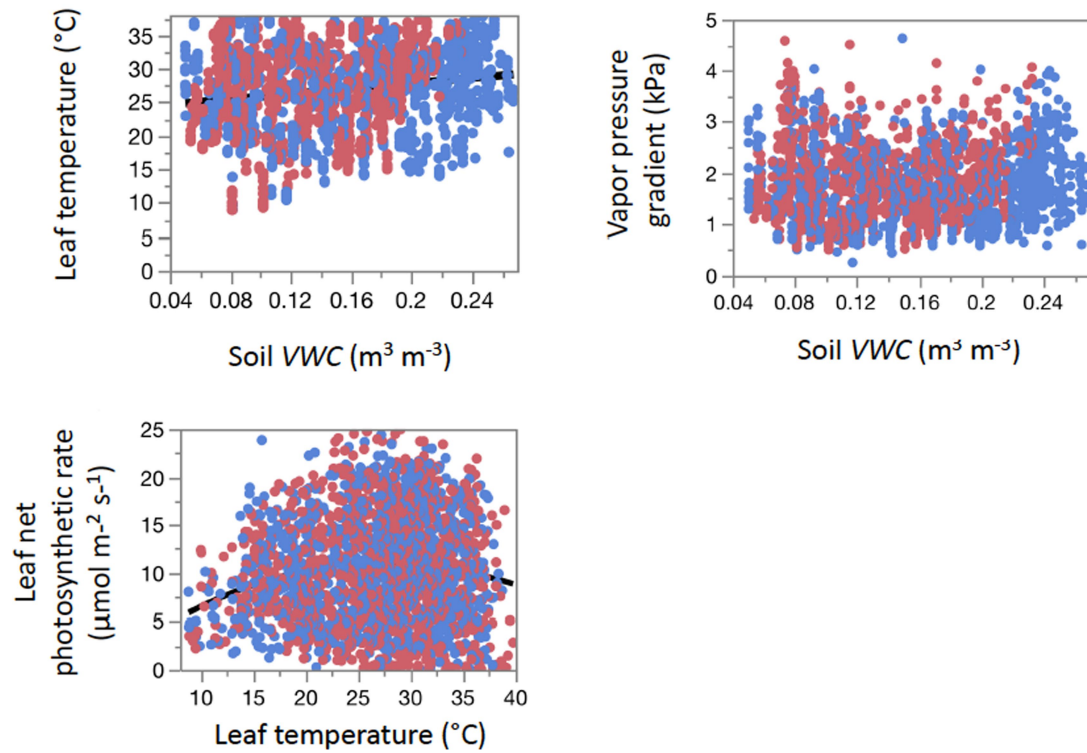 Leaf temperature (°C)
35
30
25
20
15
10
5
0
0.04 0.08 0.12 0.16 0.2 0.24
Soil VWC (m³ m⁻³)
Vapor pressure
gradient (kPa)
5
4
3
2
1
0
0.04 0.08 0.12 0.16 0.2 0.24
Soil VWC (m³ m⁻³)
Leaf net
photosynthetic rate
(µmol m-² s-¹)
25
20
15
10
5
0
10 15 20 25 30 35 40
Leaf temperature (°C)